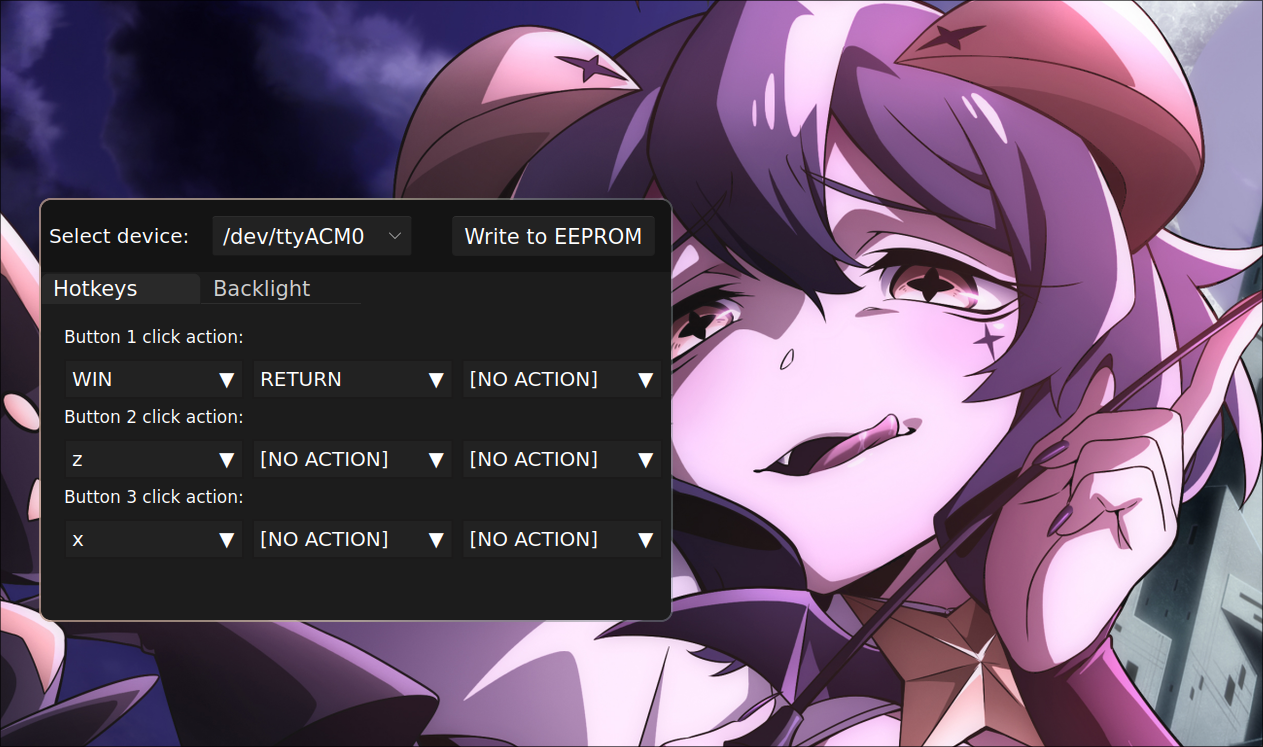 Select device: /dev/ttyACM0 Write to EEPROM
Hotkeys Backlight
Button 1 click action:
WIN RETURN [NO ACTION]
Button 2 click action:
z [NO ACTION] [NO ACTION]
Button 3 click action:
x [NO ACTION] [NO ACTION]